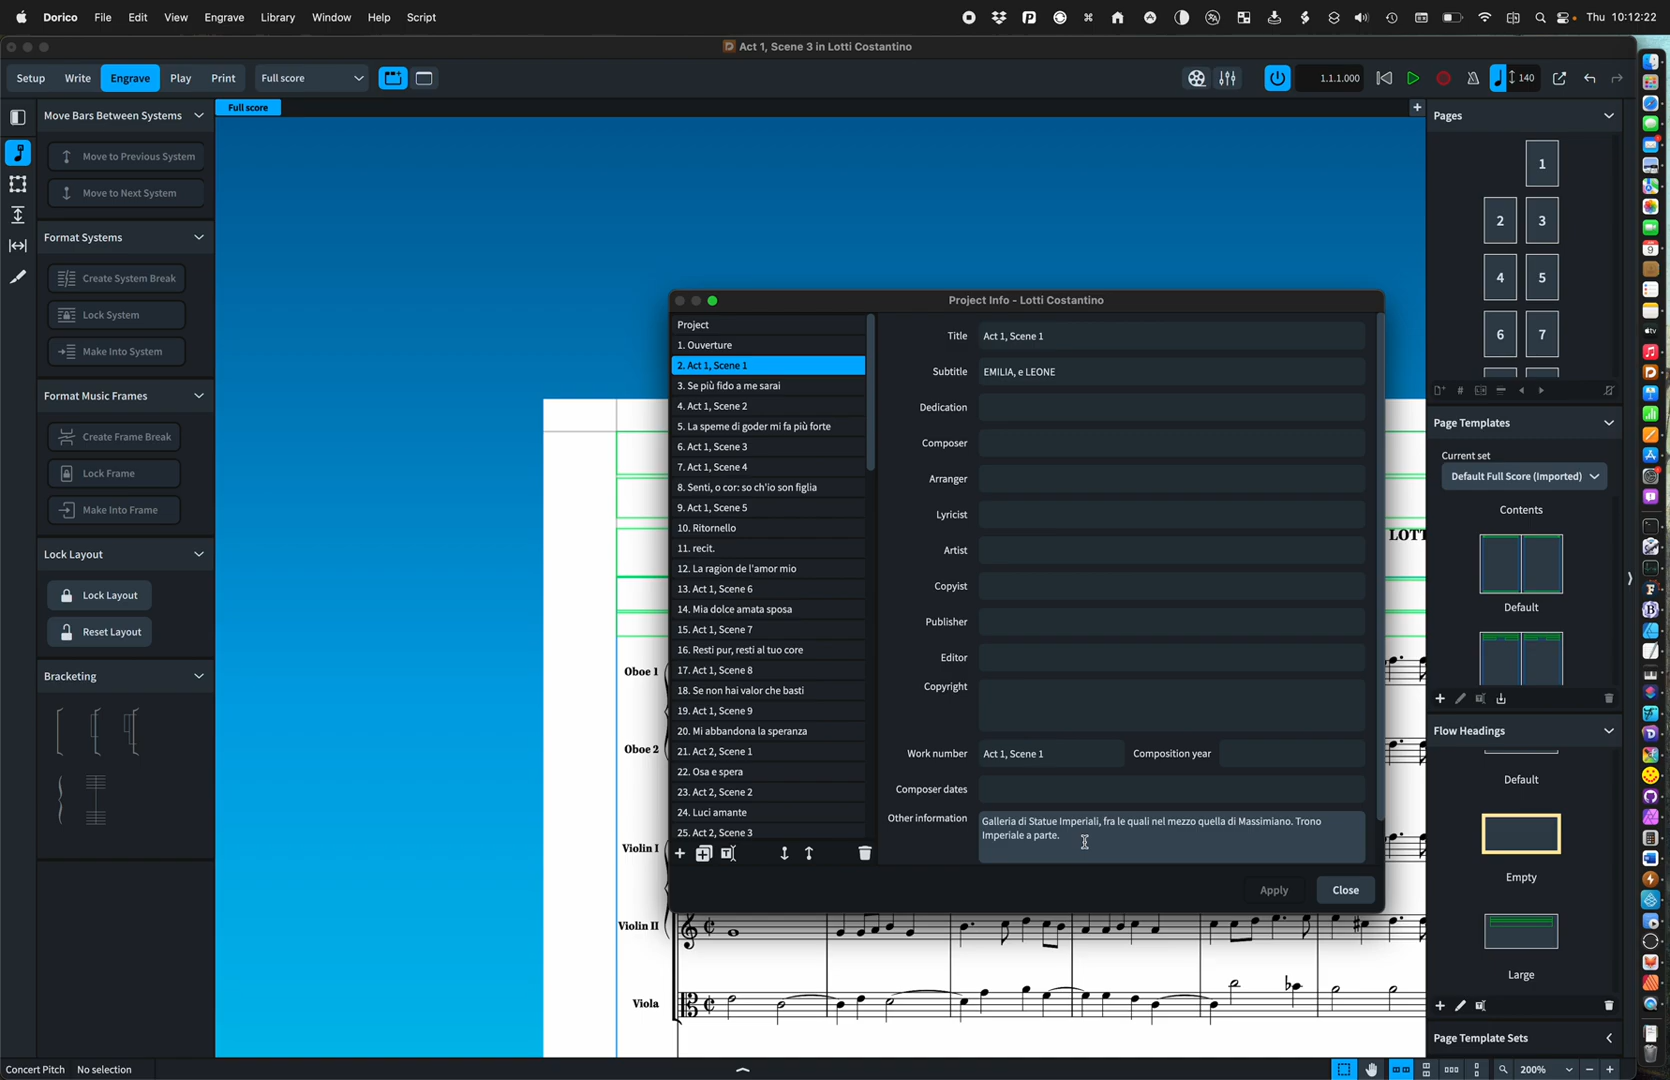 Dorico File Edit View Engrave Library Window Help Script
Thu 10:12:22
Act 1, Scene 3 in Lotti Costantino
Setup Write Engrave Play Print Full score
1.1.1.000
140
Full score
Move Bars Between Systems
Move to Previous System
Move to Next System
Format Systems
Create System Break
Lock System
Make Into System
Format Music Frames
Create Frame Break
Lock Frame
Make Into Frame
Lock Layout
Lock Layout
Reset Layout
Bracketing
Project Info - Lotti Costantino
Project
1. Ouverture
2. Act 1, Scene 1
3. Se più fido a me sarai
4. Act 1, Scene 2
5. La speme di goder mi fa più forte
6. Act 1, Scene 3
7. Act 1, Scene 4
8. Senti, o cor: so ch'io son figlia
9. Act 1, Scene 5
10. Ritornello
11. recit.
12. La ragion de l'amor mio
13. Act 1, Scene 6
14. Mia dolce amata sposa
15. Act 1, Scene 7
16. Resti pur, resti al tuo core
17. Act 1, Scene 8
18. Se non hai valor che basti
19. Act 1, Scene 9
20. Mi abbandona la speranza
21. Act 2, Scene 1
22. Osa e spera
23. Act 2, Scene 2
24. Luci amante
25. Act 2, Scene 3
Title Act 1, Scene 1
Subtitle EMILIA, e LEONE
Dedication
Composer
Arranger
Lyricist
Artist
Copyist
Publisher
Editor
Copyright
Work number Act 1, Scene 1 Composition year
Composer dates
Other information Galleria di Statue Imperiali, fra le quali nel mezzo quella di Massimiano. Trono
Imperiale a parte.
Apply Close
LOTT
Oboe 1
Oboe 2
Violin I
Violin II
Viola
Pages
1
2 3
4 5
6 7
Page Templates
Current set
Default Full Score (Imported)
Contents
Default
Flow Headings
Default
Empty
Large
Page Template Sets
Concert Pitch No selection
200%